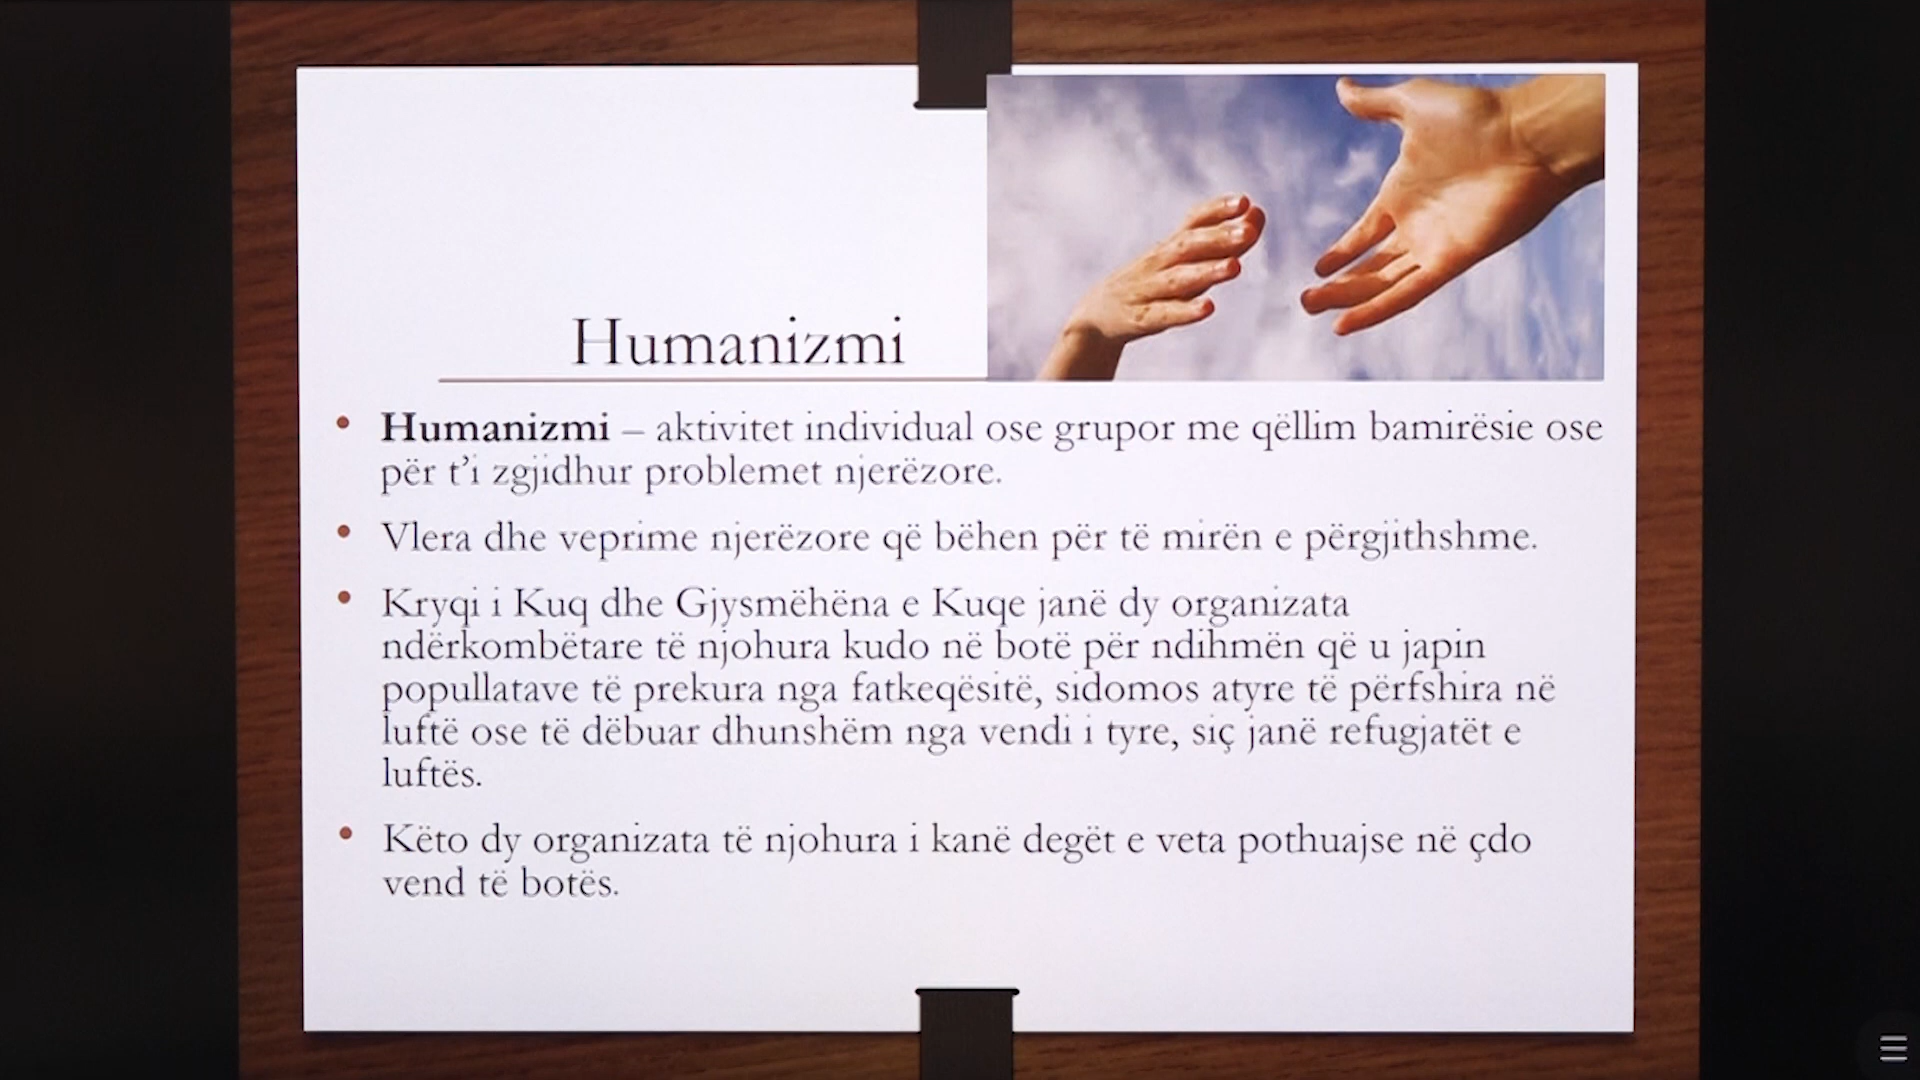 Humanizmi
• Humanizmi – aktivitet individual ose grupor me qëllim bamirësie ose
për t’i zgjidhur problemet njerëzore.
• Vlera dhe veprime njerëzore që bëhen për të mirën e përgjithshme.
• Kryqi i Kuq dhe Gjysmëhëna e Kuqe janë dy organizata
ndërkombëtare të njohura kudo në botë për ndihmën që u japin
popullatave të prekura nga fatkeqësitë, sidomos atyre të përfshira në
luftë ose të dëbuar dhunshëm nga vendi i tyre, siç janë refugjatët e
luftës.
• Këto dy organizata të njohura i kanë degët e veta pothuajse në çdo
vend të botës.